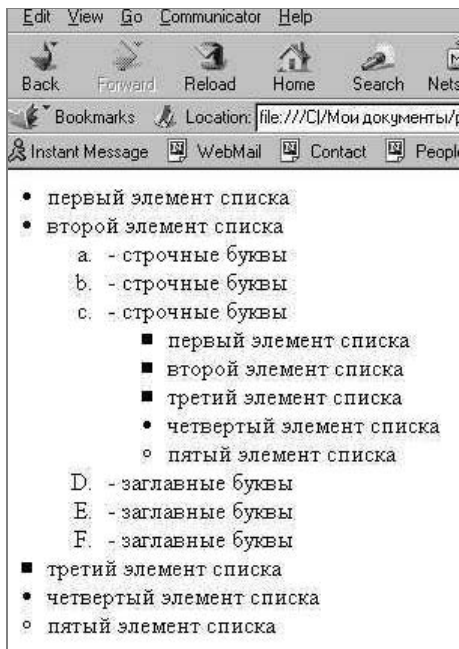 Edit View Go Communicator Help
Back Forward Reload Home Search Nets
Bookmarks Location: file:///C|/Мои документы/р
Instant Message WebMail Contact People
• первый элемент списка
• второй элемент списка
a. - строчные буквы
b. - строчные буквы
c. - строчные буквы
■ первый элемент списка
■ второй элемент списка
■ третий элемент списка
• четвертый элемент списка
○ пятый элемент списка
D. - заглавные буквы
E. - заглавные буквы
F. - заглавные буквы
■ третий элемент списка
• четвертый элемент списка
○ пятый элемент списка